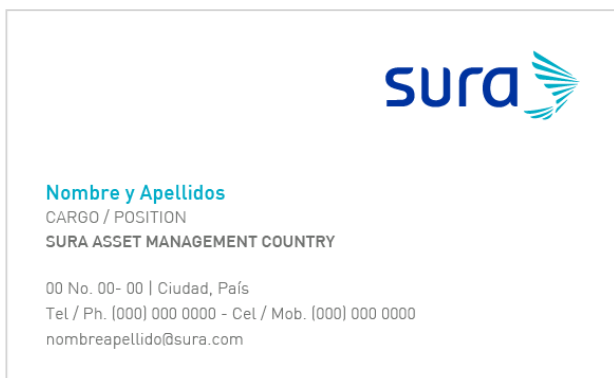 sura
Nombre y Apellidos
CARGO / POSITION
SURA ASSET MANAGEMENT COUNTRY
00 No. 00- 00 | Ciudad, País
Tel / Ph. (000) 000 0000 - Cel / Mob. (000) 000 0000
nombreapellido@sura.com